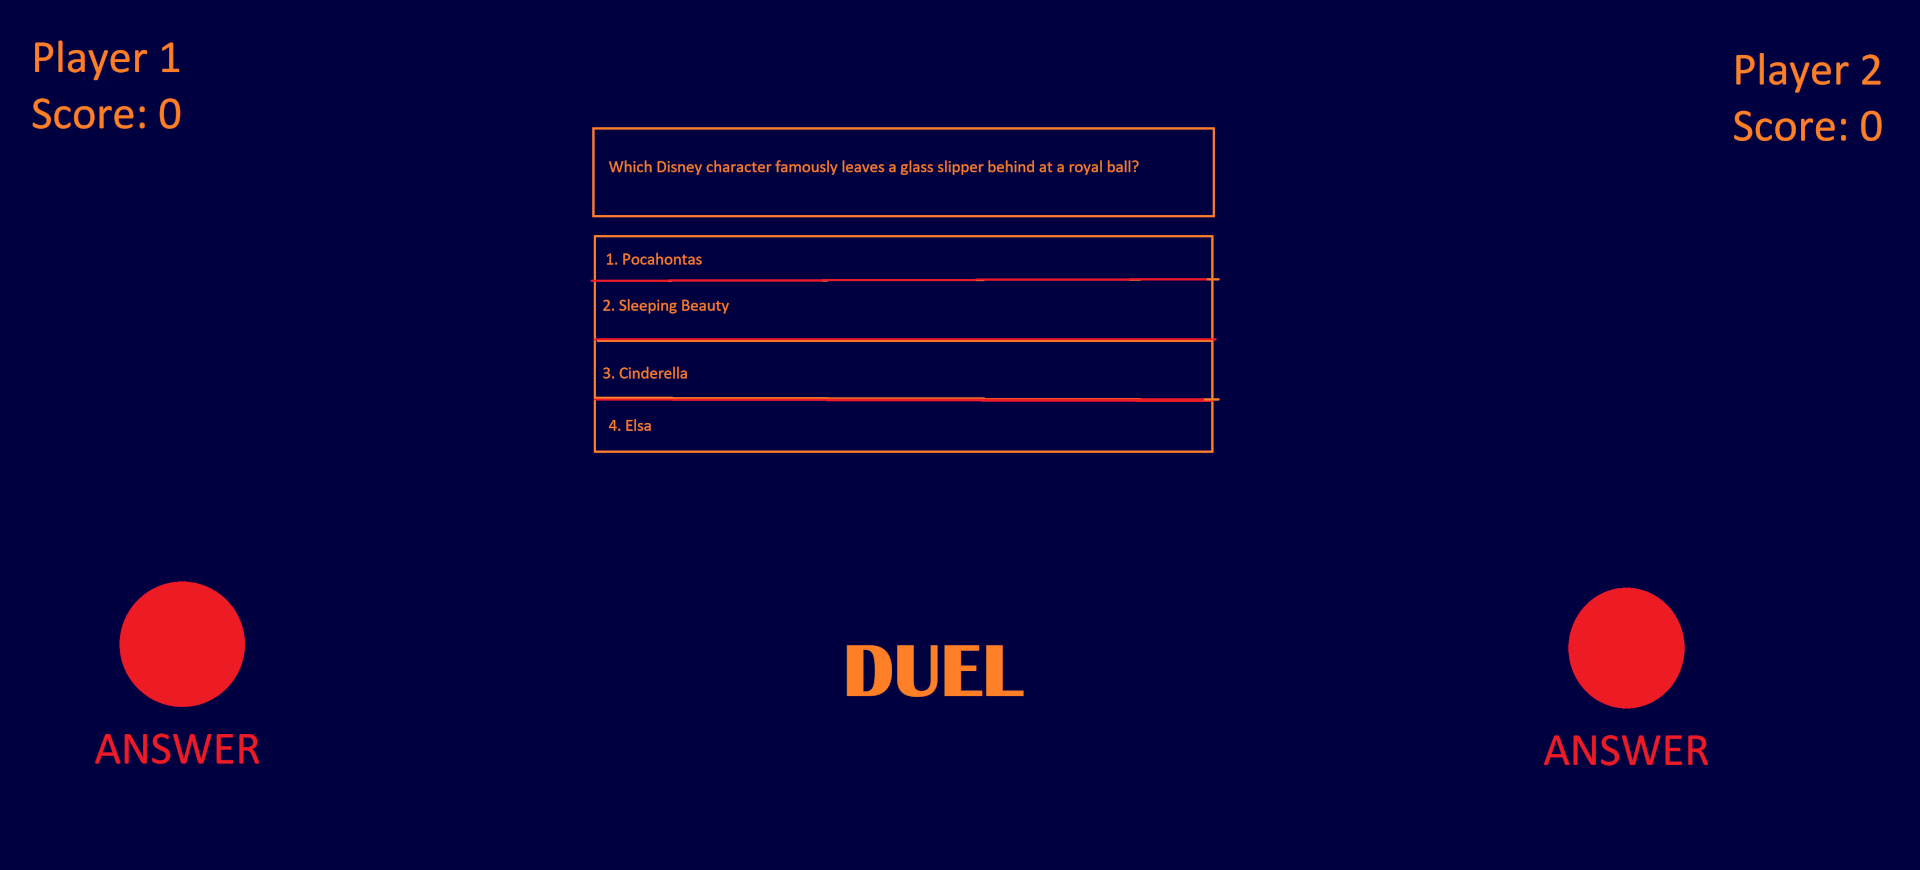 Player 1
Score: 0
Player 2
Score: 0
Which Disney character famously leaves a glass slipper behind at a royal ball?
1. Pocahontas
2. Sleeping Beauty
3. Cinderella
4. Elsa
DUEL
ANSWER
ANSWER